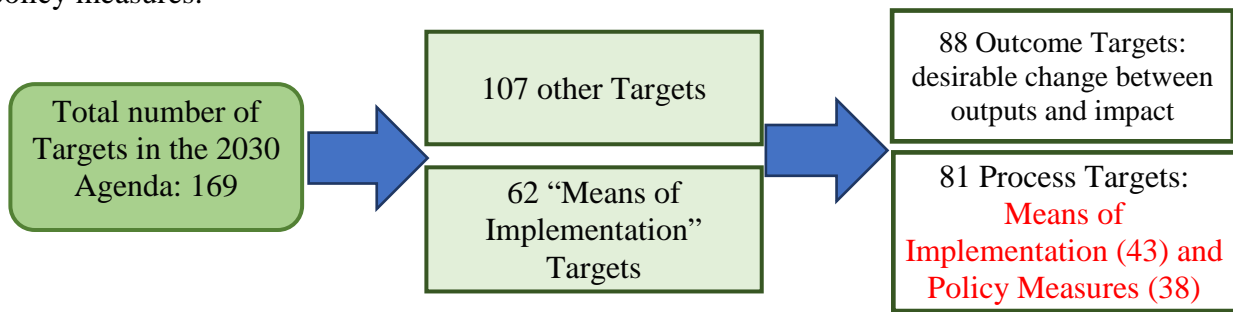 policy measures.
Total number of
Targets in the 2030
Agenda: 169
107 other Targets
62 “Means of
Implementation”
Targets
88 Outcome Targets:
desirable change between
outputs and impact
81 Process Targets:
Means of
Implementation (43) and
Policy Measures (38)